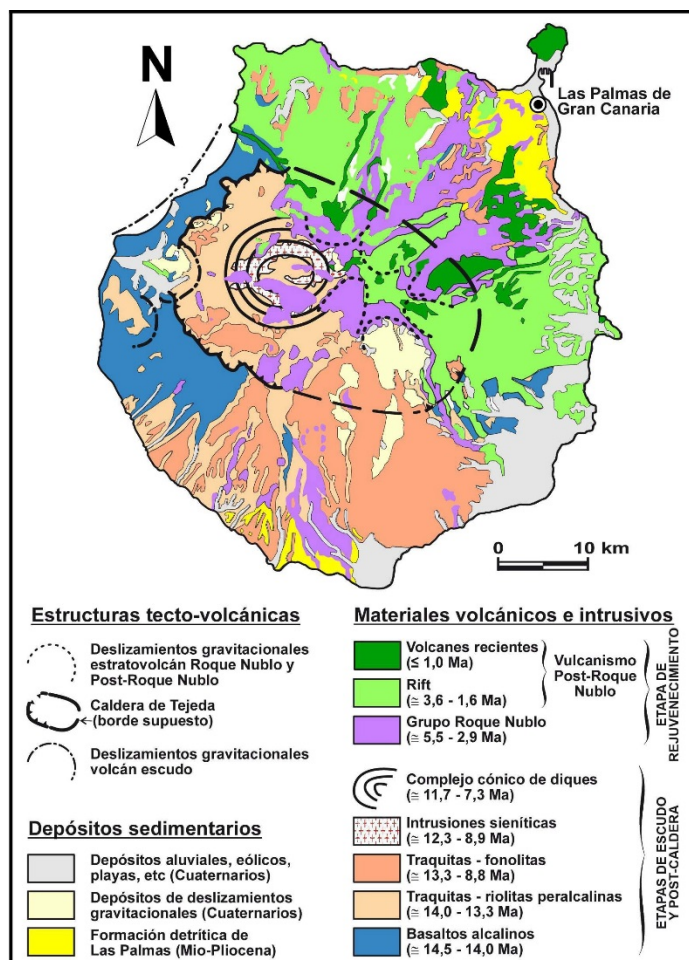 N
Las Palmas de
Gran Canaria
?
0 10 km
Estructuras tecto-volcánicas
Deslizamientos gravitacionales
estratovolcán Roque Nublo y
Post-Roque Nublo
Caldera de Tejeda
(borde supuesto)
Deslizamientos gravitacionales
volcán escudo
Depósitos sedimentarios
Depósitos aluviales, eólicos,
playas, etc (Cuaternarios)
Depósitos de deslizamientos
gravitacionales (Cuaternarios)
Formación detrítica de
Las Palmas (Mio-Pliocena)
Materiales volcánicos e intrusivos
Volcanes recientes
(≤ 1,0 Ma)
Rift
(≅ 3,6 - 1,6 Ma)
Vulcanismo
Post-Roque
Nublo
Grupo Roque Nublo
(≅ 5,5 - 2,9 Ma)
ETAPA DE
REJUVENECIMIENTO
Complejo cónico de diques
(≅ 11,7 - 7,3 Ma)
Intrusiones sieníticas
(≅ 12,3 - 8,9 Ma)
Traquitas - fonolitas
(≅ 13,3 - 8,8 Ma)
Traquitas - riolitas peralcalinas
(≅ 14,0 - 13,3 Ma)
Basaltos alcalinos
(≅ 14,5 - 14,0 Ma)
ETAPAS DE ESCUDO
Y POST-CALDERA